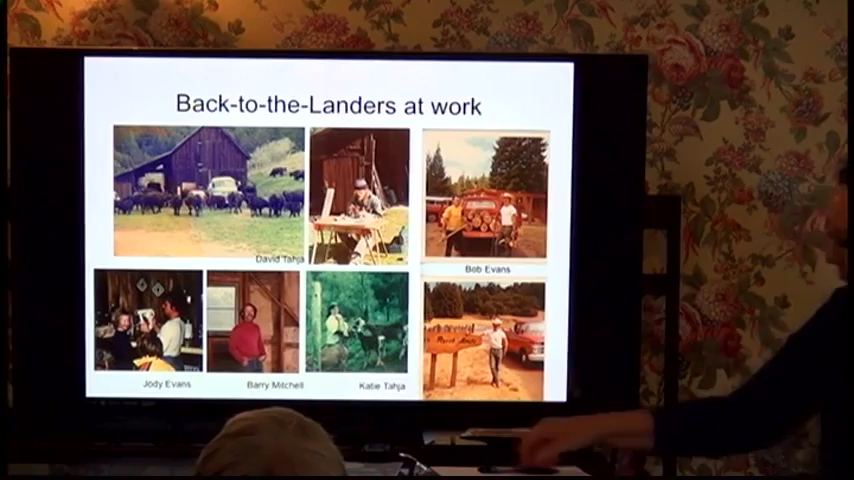 Back-to-the-Landers at work
David Tahja
Bob Evans
Jody Evans
Barry Mitchell
Katie Tahja